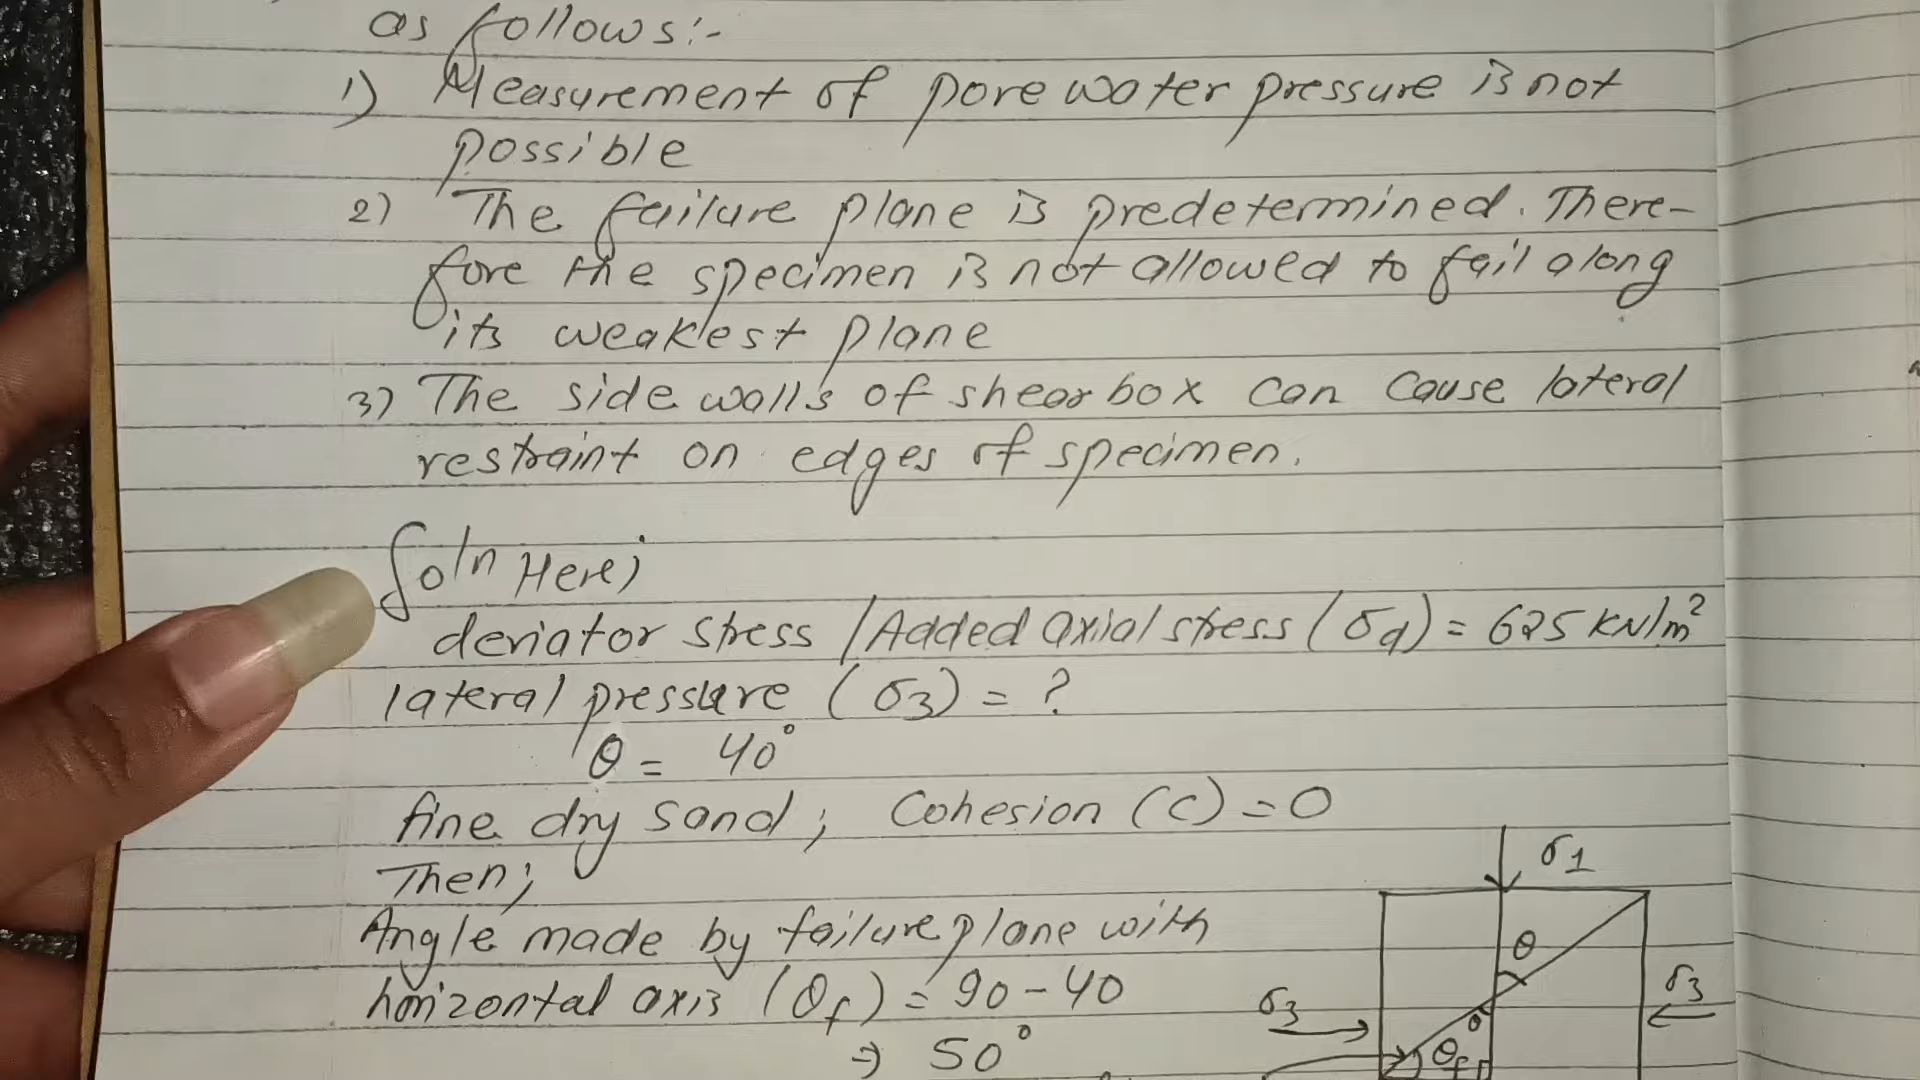 as follows:-
1) Measurement of pore water pressure is not
possible
2) The failure plane is predetermined. There-
fore the specimen is not allowed to fail along
its weakest plane
3) The side walls of shear box can cause lateral
restraint on edges of specimen.
Soln Here;
deviator stress / Added axial stress (σd) = 625 KN/m²
lateral pressure (σ3) = ?
θ = 40°
fine dry sand; Cohesion (c) = 0
Then;
σ1
Angle made by failure plane with
θ
horizontal axis (θf) = 90 - 40
σ3
σ3
θ
⇒ 50°
θf